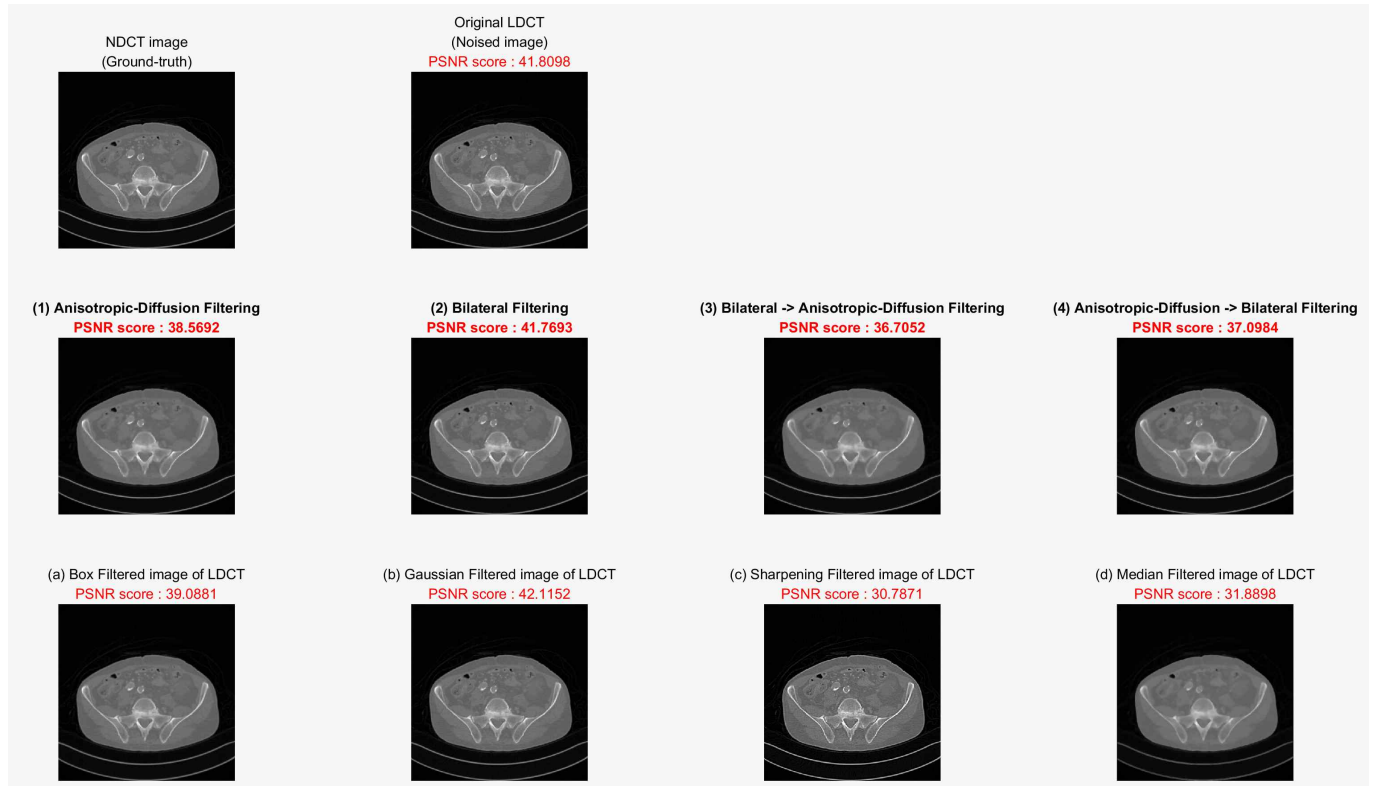 NDCT image
(Ground-truth)
Original LDCT
(Noised image)
PSNR score : 41.8098
(1) Anisotropic-Diffusion Filtering
PSNR score : 38.5692
(2) Bilateral Filtering
PSNR score : 41.7693
(3) Bilateral -> Anisotropic-Diffusion Filtering
PSNR score : 36.7052
(4) Anisotropic-Diffusion -> Bilateral Filtering
PSNR score : 37.0984
(a) Box Filtered image of LDCT
PSNR score : 39.0881
(b) Gaussian Filtered image of LDCT
PSNR score : 42.1152
(c) Sharpening Filtered image of LDCT
PSNR score : 30.7871
(d) Median Filtered image of LDCT
PSNR score : 31.8898